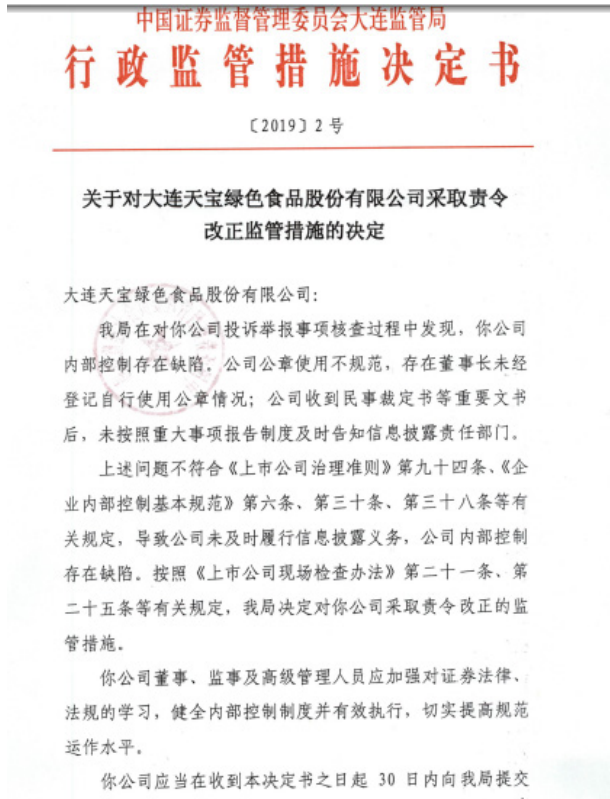 中国证券监督管理委员会大连监管局
行政监管措施决定书
〔2019〕2 号
关于对大连天宝绿色食品股份有限公司采取责令
改正监管措施的决定
大连天宝绿色食品股份有限公司：
我局在对你公司投诉举报事项核查过程中发现，你公司
内部控制存在缺陷。公司公章使用不规范，存在董事长未经
登记自行使用公章情况；公司收到民事裁定书等重要文书
后，未按照重大事项报告制度及时告知信息披露责任部门。
上述问题不符合《上市公司治理准则》第九十四条、《企
业内部控制基本规范》第六条、第三十条、第三十八条等有
关规定，导致公司未及时履行信息披露义务，公司内部控制
存在缺陷。按照《上市公司现场检查办法》第二十一条、第
二十五条等有关规定，我局决定对你公司采取责令改正的监
管措施。
你公司董事、监事及高级管理人员应加强对证券法律、
法规的学习，健全内部控制制度并有效执行，切实提高规范
运作水平。
你公司应当在收到本决定书之日起 30 日内向我局提交